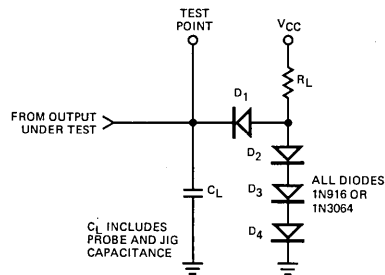 TEST
POINT
VCC
RL
D1
FROM OUTPUT
UNDER TEST
D2
CL
D3
ALL DIODES
1N916 OR
1N3064
D4
CL INCLUDES
PROBE AND JIG
CAPACITANCE